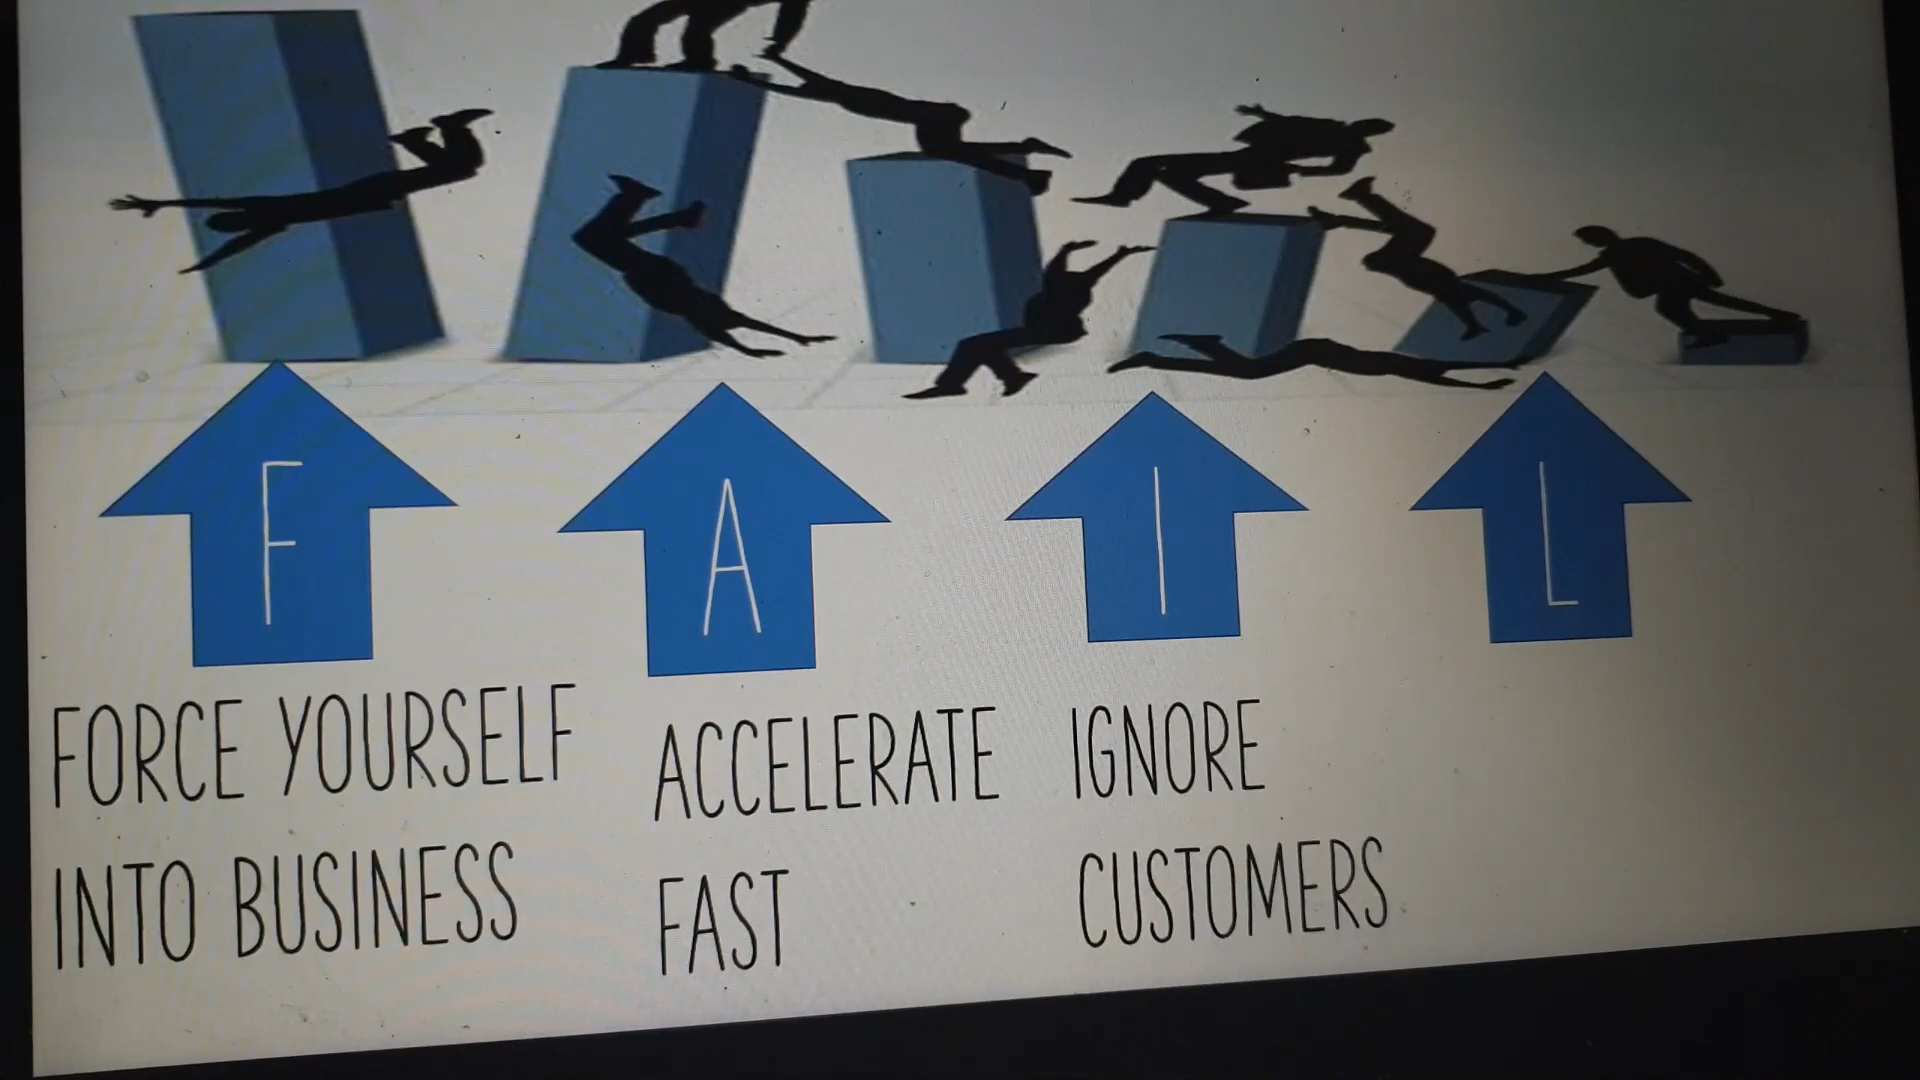 F A I L
FORCE YOURSELF
INTO BUSINESS
ACCELERATE
FAST
IGNORE
CUSTOMERS